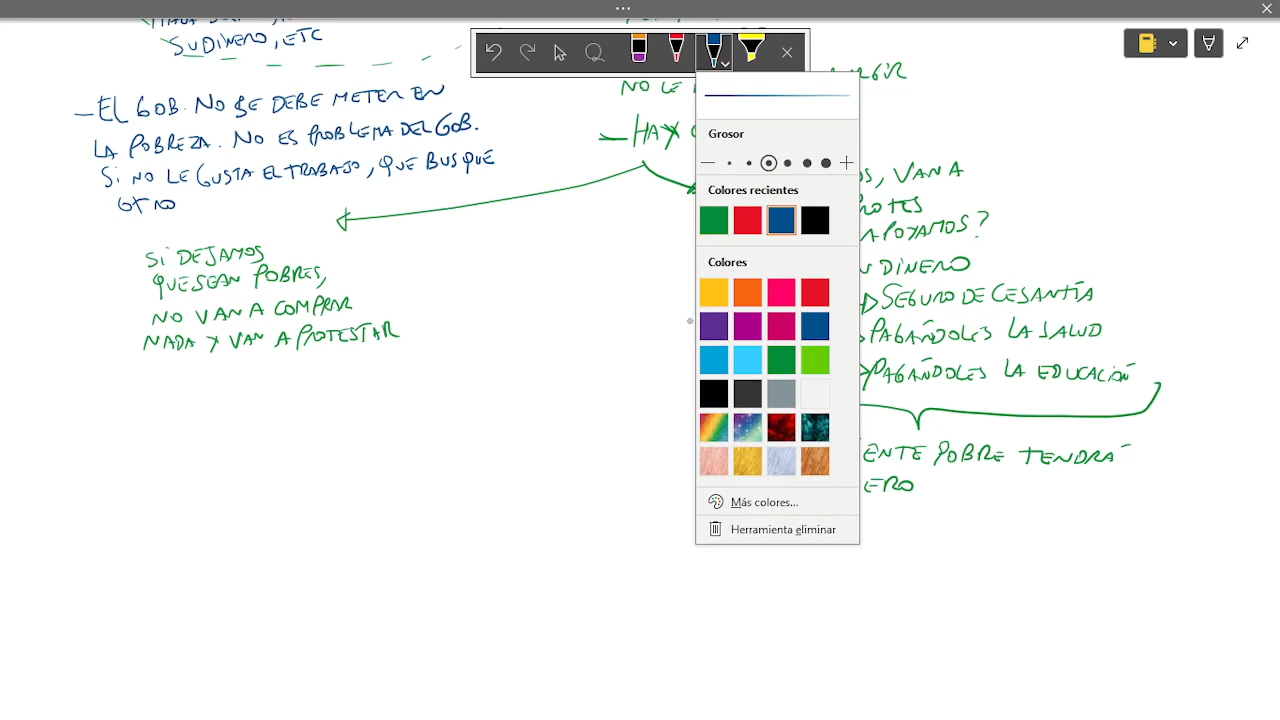 SU DINERO, ETC
— EL GOB. NO SE DEBE METER EN
LA POBREZA. NO ES PROBLEMA DEL GOB.
SI NO LE GUSTA EL TRABAJO, QUE BUSQUE
OTRO
SI DEJAMOS
QUE SEAN POBRES,
NO VAN A COMPRAR
NADA Y VAN A PROTESTAR
NO LE
— HAY
, VAN A
APOYAMOS?
DINERO
SEGURO DE CESANTÍA
PAGÁNDOLES LA SALUD
PAGÁNDOLES LA EDUCACIÓN
ENTE POBRE TENDRÁ
ERO
Grosor
Colores recientes
Colores
Más colores...
Herramienta eliminar